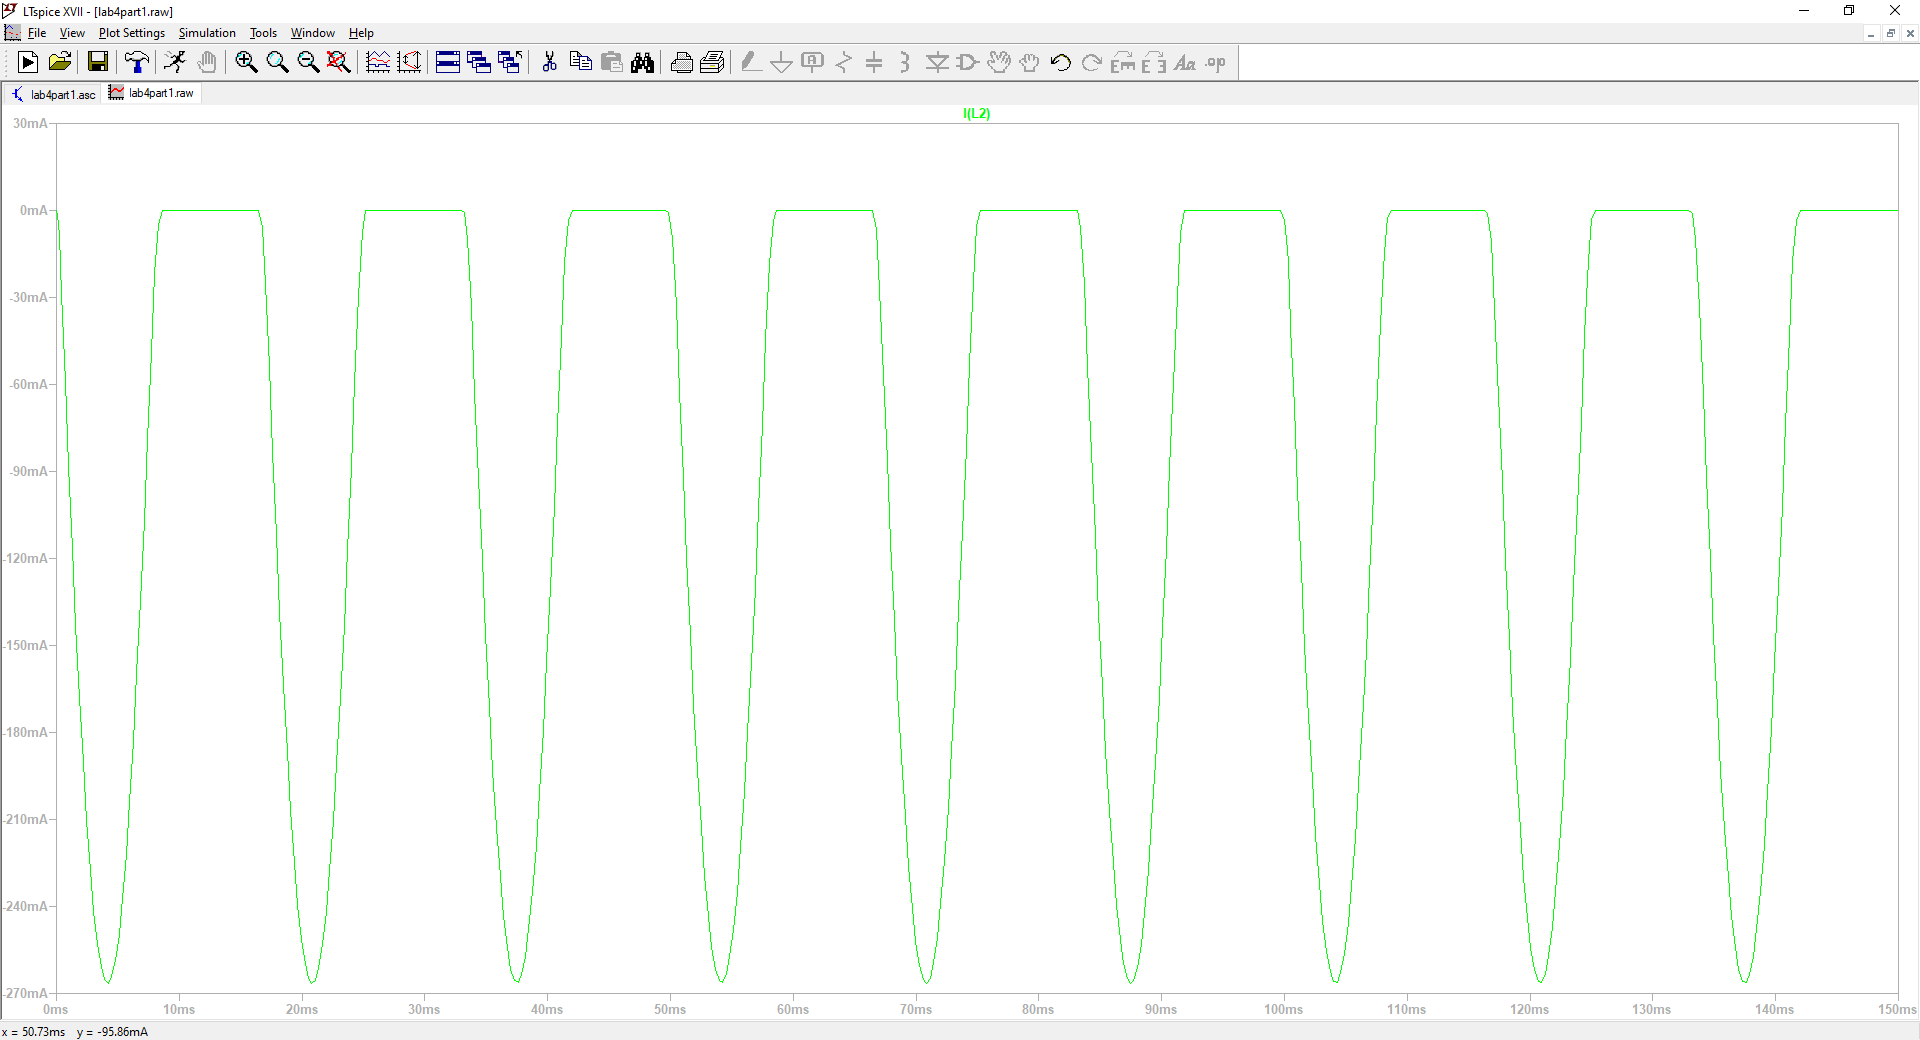 LTspice XVII - [lab4part1.raw]
File View Plot Settings Simulation Tools Window Help
lab4part1.asc lab4part1.raw
I(L2)
30mA
0mA
-30mA
-60mA
-90mA
-120mA
-150mA
-180mA
-210mA
-240mA
-270mA
0ms 10ms 20ms 30ms 40ms 50ms 60ms 70ms 80ms 90ms 100ms 110ms 120ms 130ms 140ms 150ms
x = 50.73ms y = -95.86mA